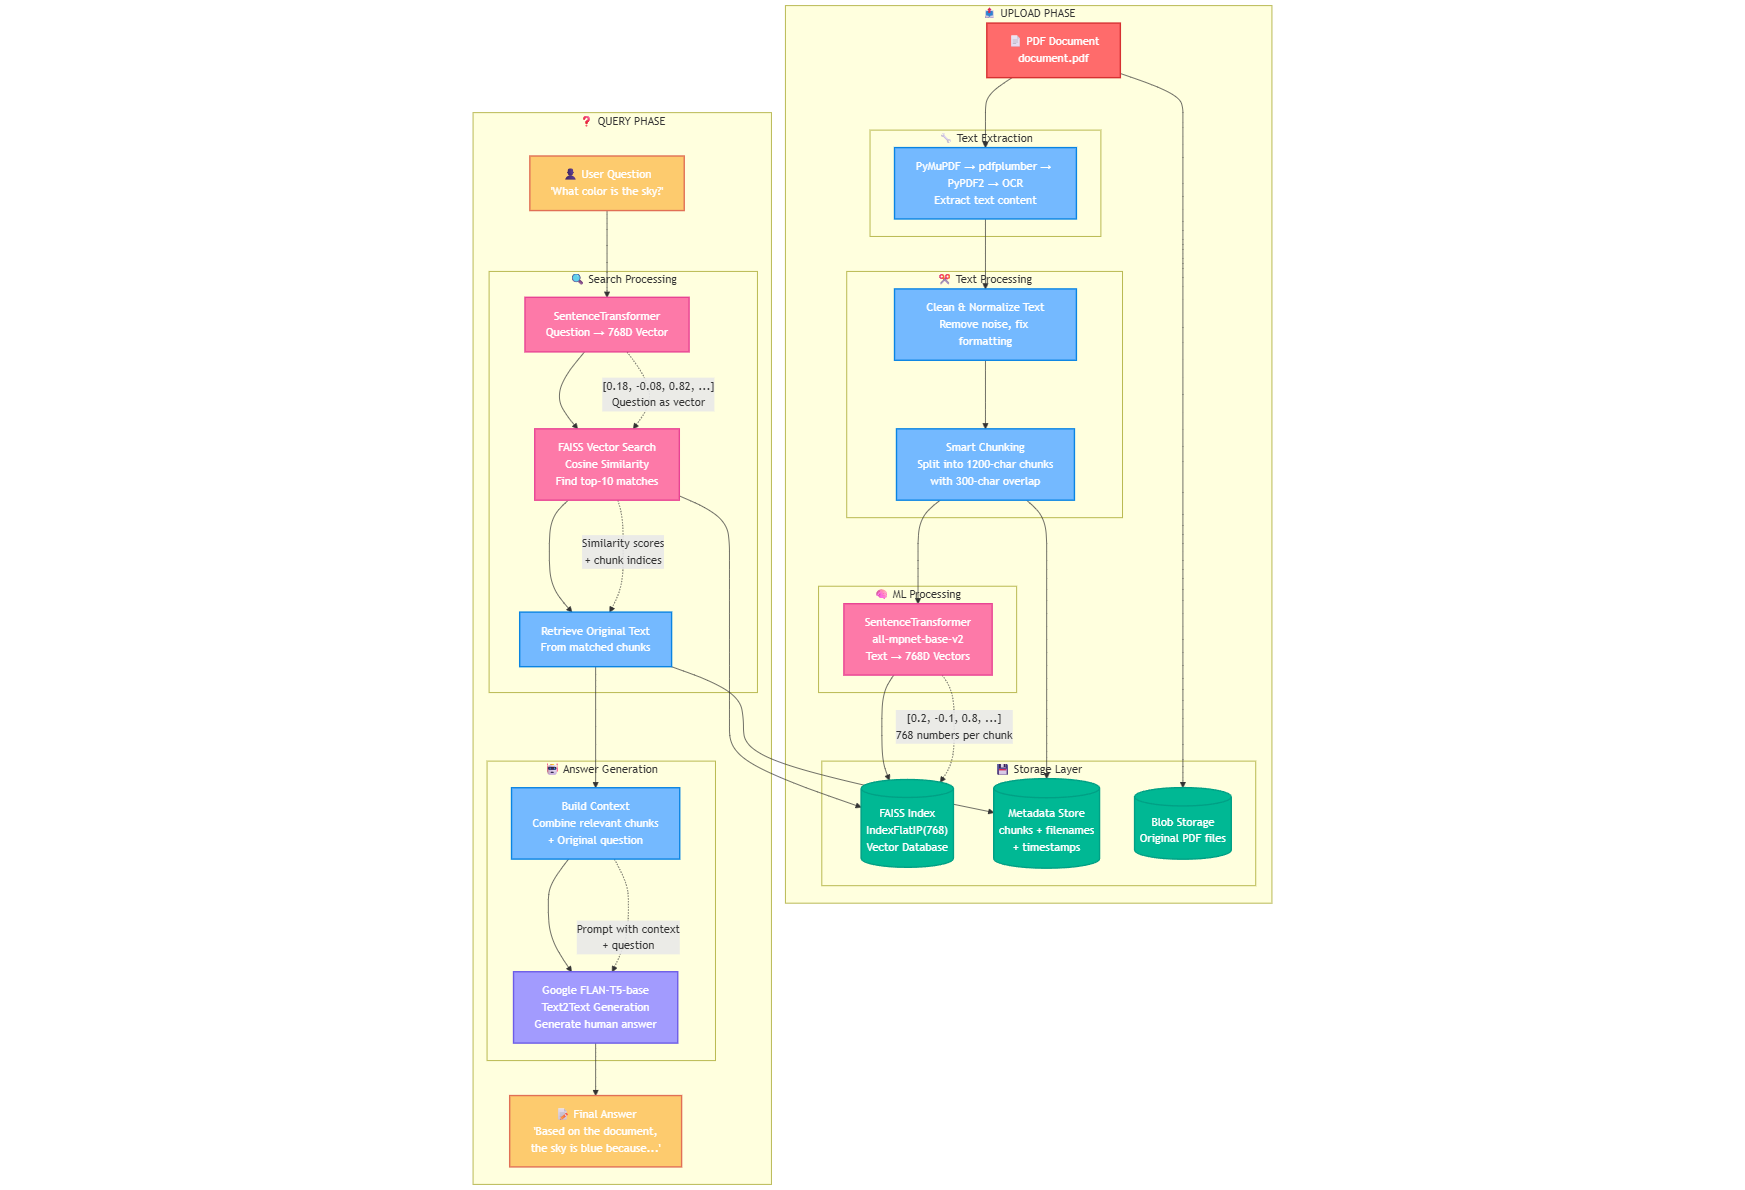 UPLOAD PHASE
PDF Document
document.pdf
Text Extraction
PyMuPDF → pdfplumber →
PyPDF2 → OCR
Extract text content
Text Processing
Clean & Normalize Text
Remove noise, fix
formatting
Smart Chunking
Split into 1200-char chunks
with 300-char overlap
ML Processing
SentenceTransformer
all-mpnet-base-v2
Text → 768D Vectors
[0.2, -0.1, 0.8, ...]
768 numbers per chunk
Storage Layer
FAISS Index
IndexFlatIP(768)
Vector Database
Metadata Store
chunks + filenames
+ timestamps
Blob Storage
Original PDF files
QUERY PHASE
User Question
'What color is the sky?'
Search Processing
SentenceTransformer
Question → 768D Vector
[0.18, -0.08, 0.82, ...]
Question as vector
FAISS Vector Search
Cosine Similarity
Find top-10 matches
Similarity scores
+ chunk indices
Retrieve Original Text
From matched chunks
Answer Generation
Build Context
Combine relevant chunks
+ Original question
Prompt with context
+ question
Google FLAN-T5-base
Text2Text Generation
Generate human answer
Final Answer
'Based on the document,
the sky is blue because...'